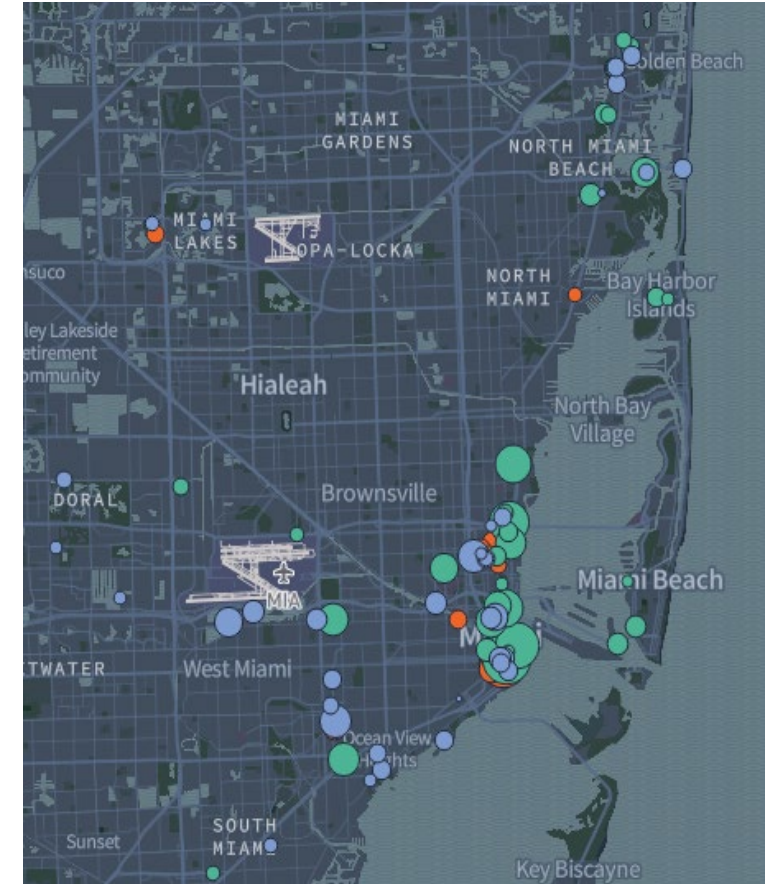 Golden Beach
MIAMI
GARDENS
NORTH MIAMI
BEACH
MIAMI
LAKES
OPA-LOCKA
nsuco
NORTH
MIAMI
Bay Harbor
Islands
ley Lakeside
etirement
ommunity
Hialeah
North Bay
Village
DORAL
Brownsville
MIA
Miami Beach
M i
TWATER
West Miami
Ocean View
Heights
SOUTH
MIAMI
Sunset
Key Biscayne